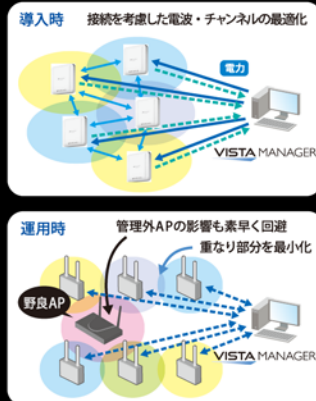 導入時 接続を考慮した電波・チャンネルの最適化
電力
VISTA MANAGER
運用時 管理外APの影響も素早く回避
重なり部分を最小化
野良AP
VISTA MANAGER